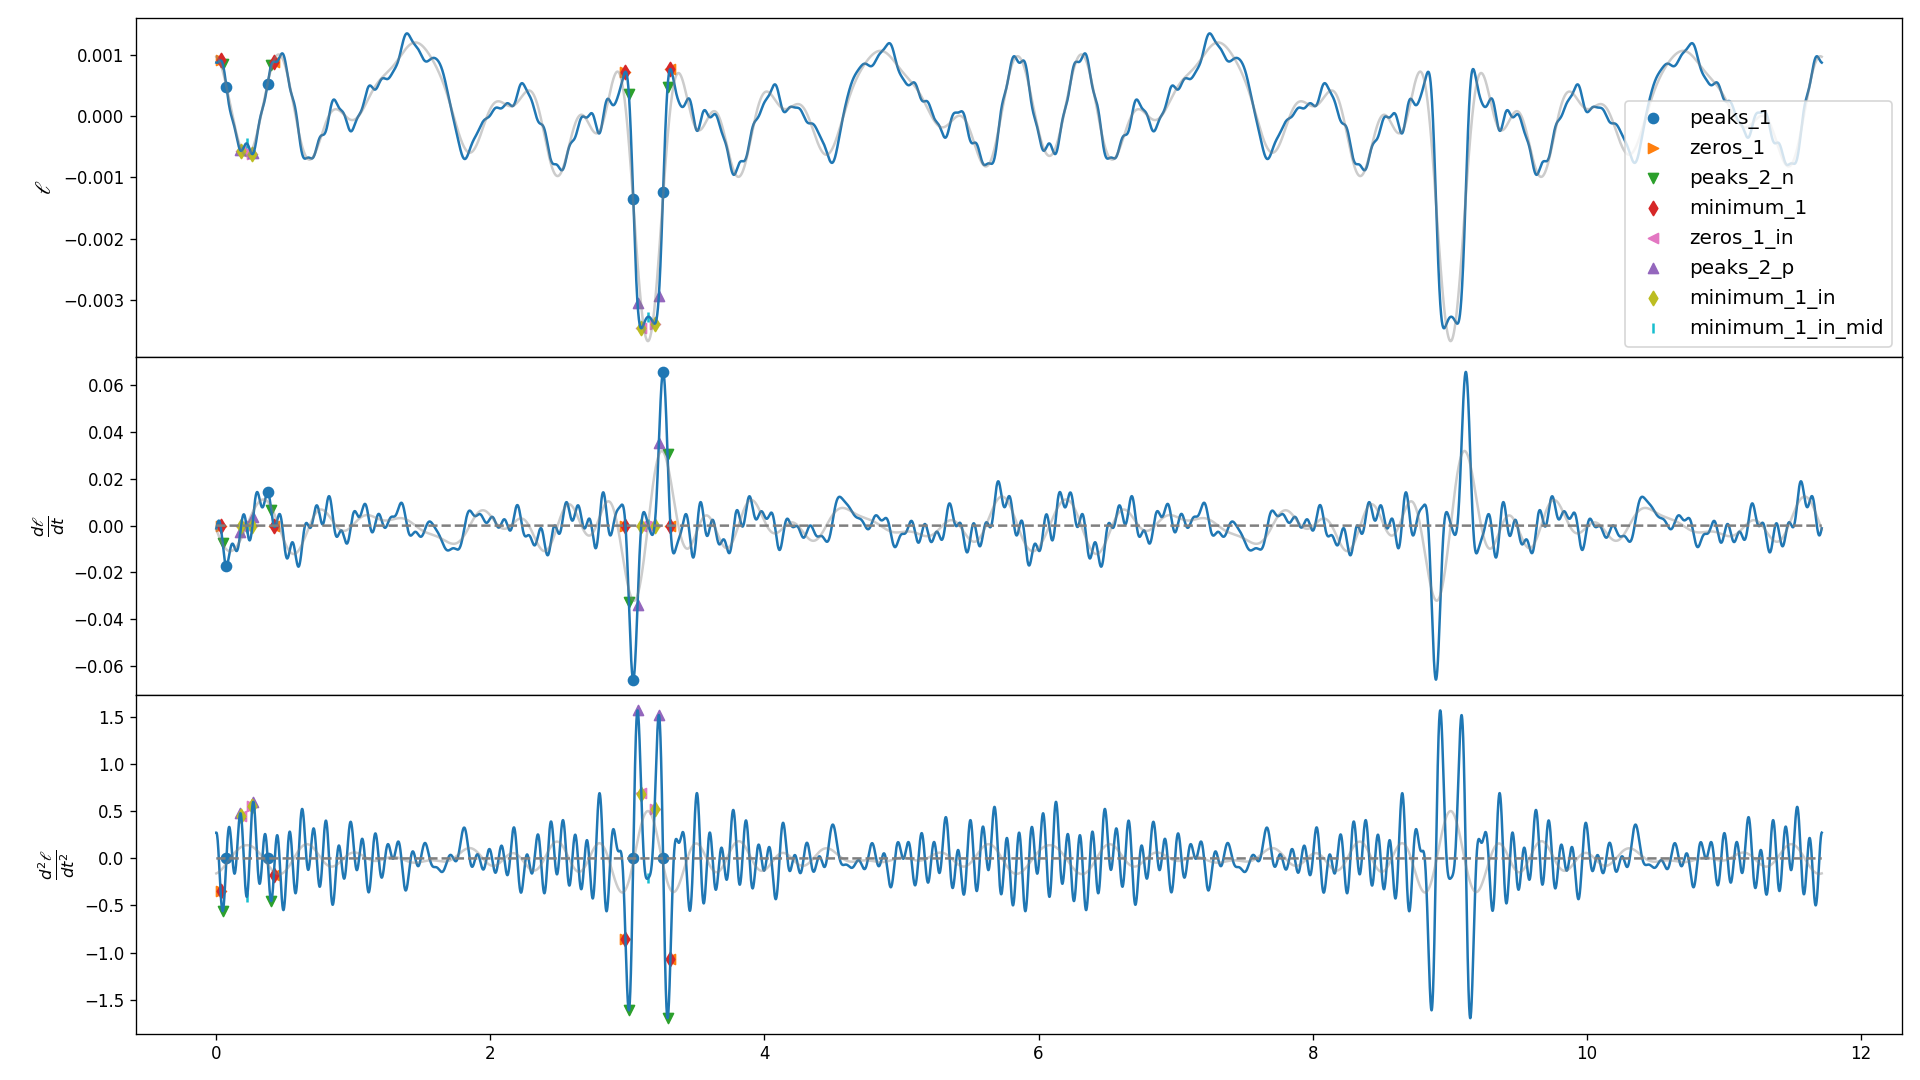 0.001
0.000
−0.001
−0.002
−0.003
ℓ
peaks_1
zeros_1
peaks_2_n
minimum_1
zeros_1_in
peaks_2_p
minimum_1_in
minimum_1_in_mid
0.06
0.04
0.02
0.00
−0.02
−0.04
−0.06
dℓ
dt
1.5
1.0
0.5
0.0
−0.5
−1.0
−1.5
d²ℓ
dt²
0 2 4 6 8 10 12